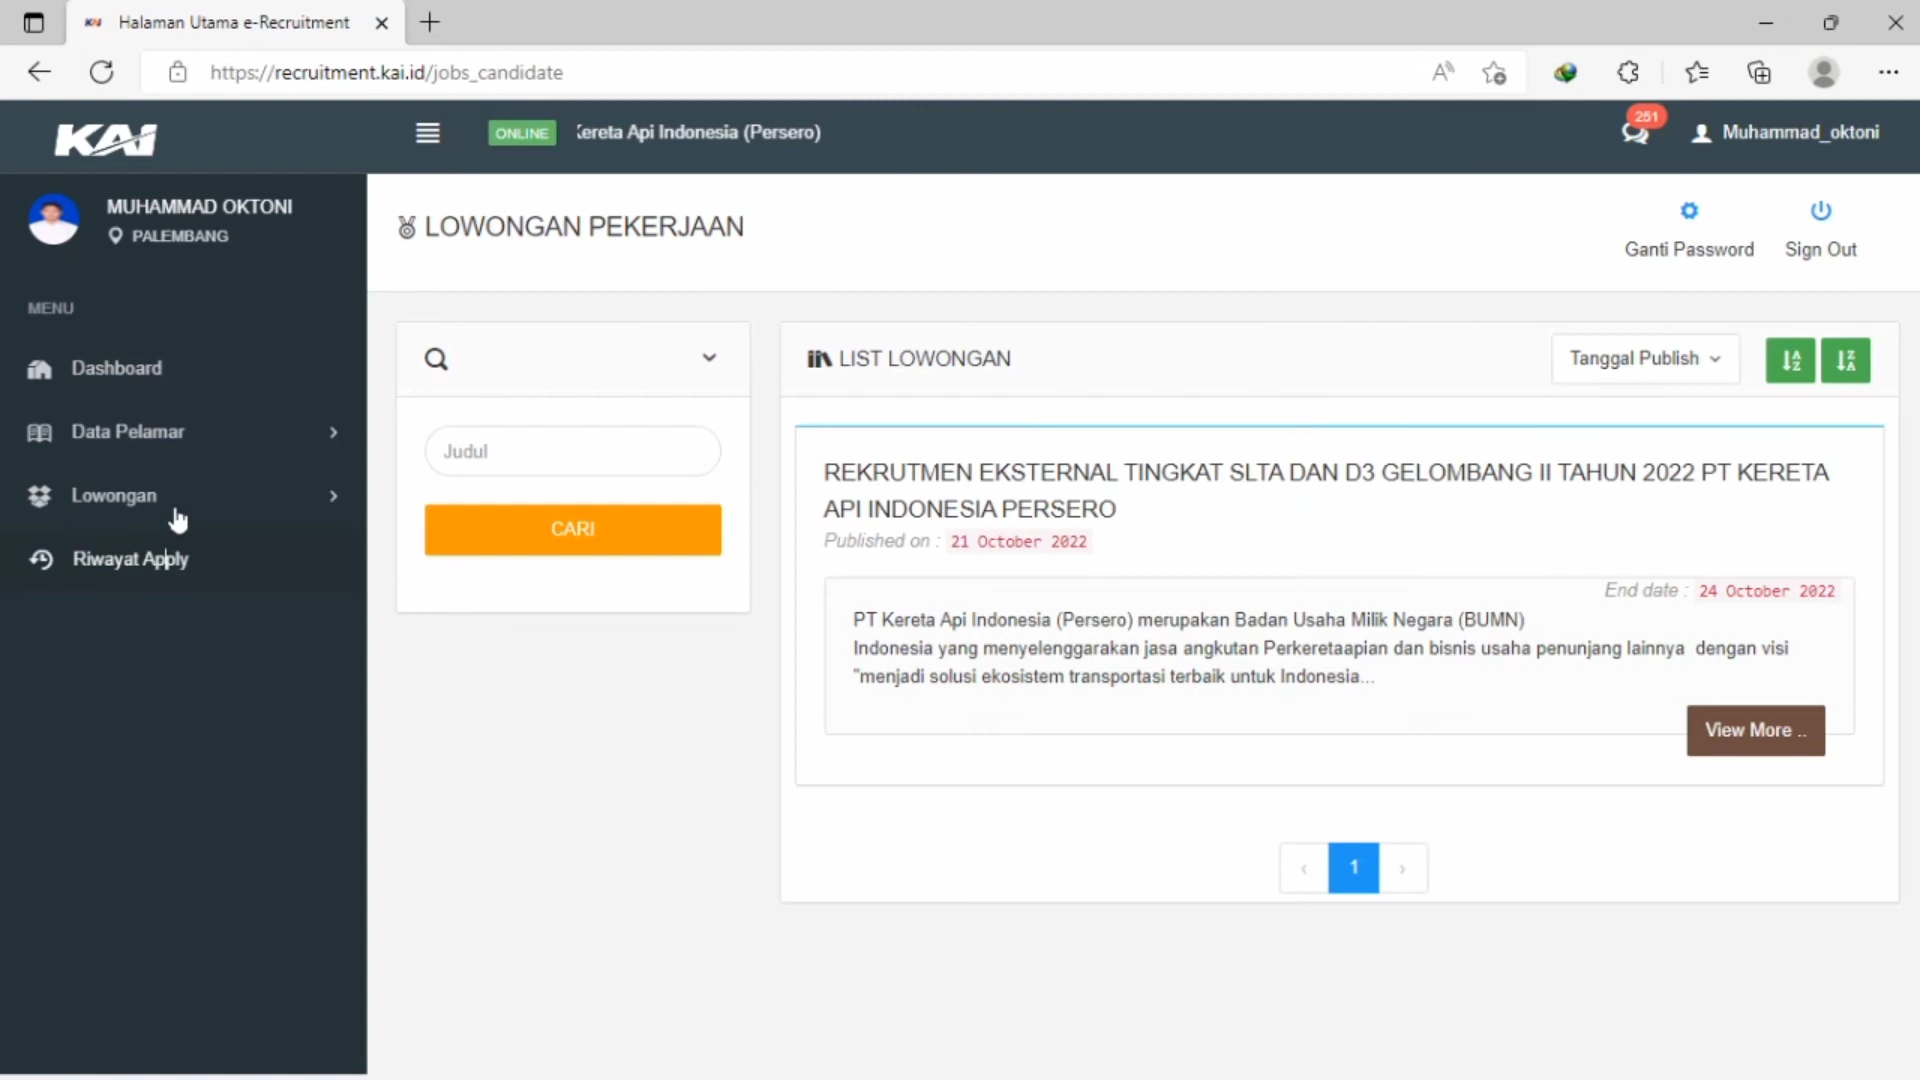 Halaman Utama e-Recruitment
https://recruitment.kai.id/jobs_candidate
KAI
ONLINE
Kereta Api Indonesia (Persero)
251
Muhammad_oktoni
MUHAMMAD OKTONI
PALEMBANG
MENU
Dashboard
Data Pelamar
Lowongan
Riwayat Apply
LOWONGAN PEKERJAAN
Ganti Password
Sign Out
Judul
CARI
LIST LOWONGAN
Tanggal Publish
REKRUTMEN EKSTERNAL TINGKAT SLTA DAN D3 GELOMBANG II TAHUN 2022 PT KERETA
API INDONESIA PERSERO
Published on : 21 October 2022
End date : 24 October 2022
PT Kereta Api Indonesia (Persero) merupakan Badan Usaha Milik Negara (BUMN)
Indonesia yang menyelenggarakan jasa angkutan Perkeretaapian dan bisnis usaha penunjang lainnya dengan visi
"menjadi solusi ekosistem transportasi terbaik untuk Indonesia...
View More ..
‹ 1 ›